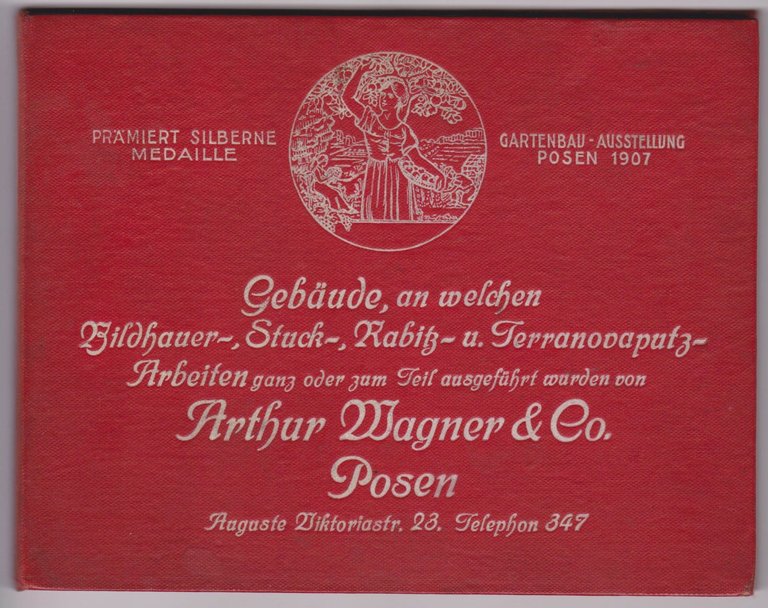 PRÄMIERT SILBERNE
MEDAILLE
GARTENBAU-AUSSTELLUNG
POSEN 1907
Gebäude, an welchen
Bildhauer-, Stuck-, Rabitz- u. Terranovaputz-
Arbeiten ganz oder zum Teil ausgeführt wurden von
Arthur Wagner & Co.
Posen
Auguste Viktoriastr. 23. Telephon 347